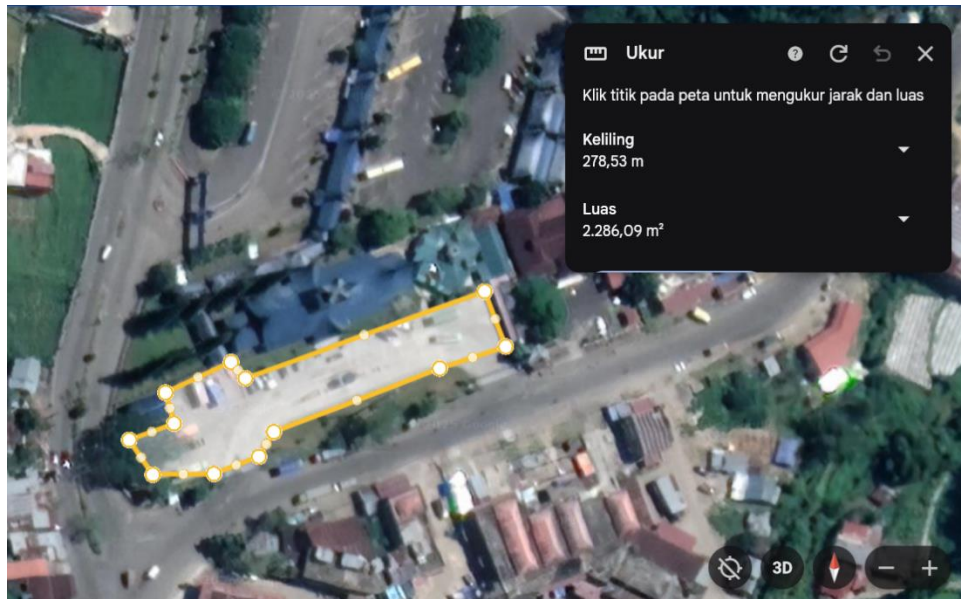 Ukur
Klik titik pada peta untuk mengukur jarak dan luas
Keliling
278,53 m
Luas
2.286,09 m²
3D